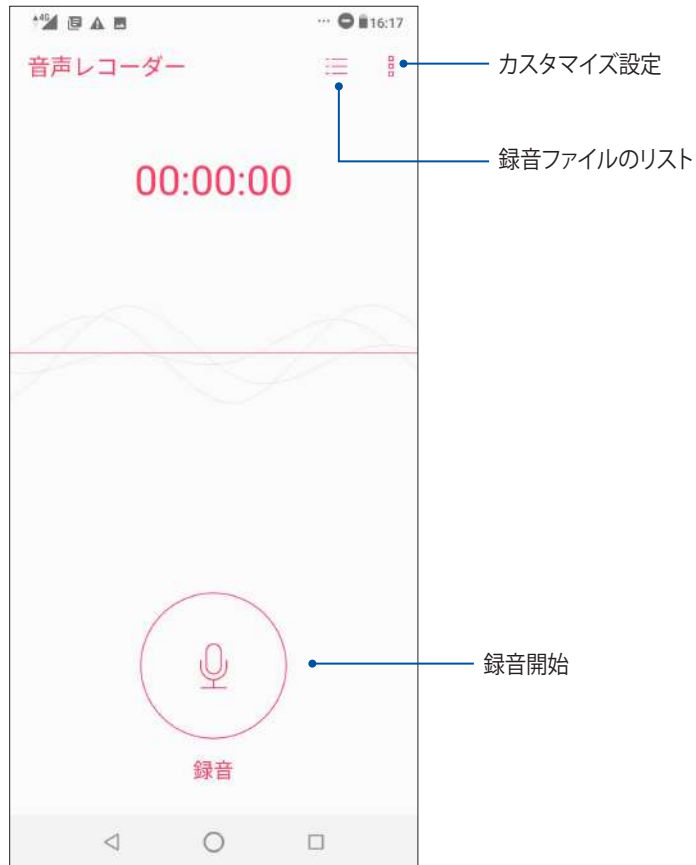 4G 16:17
音声レコーダー
カスタマイズ設定
録音ファイルのリスト
00:00:00
録音開始
録音